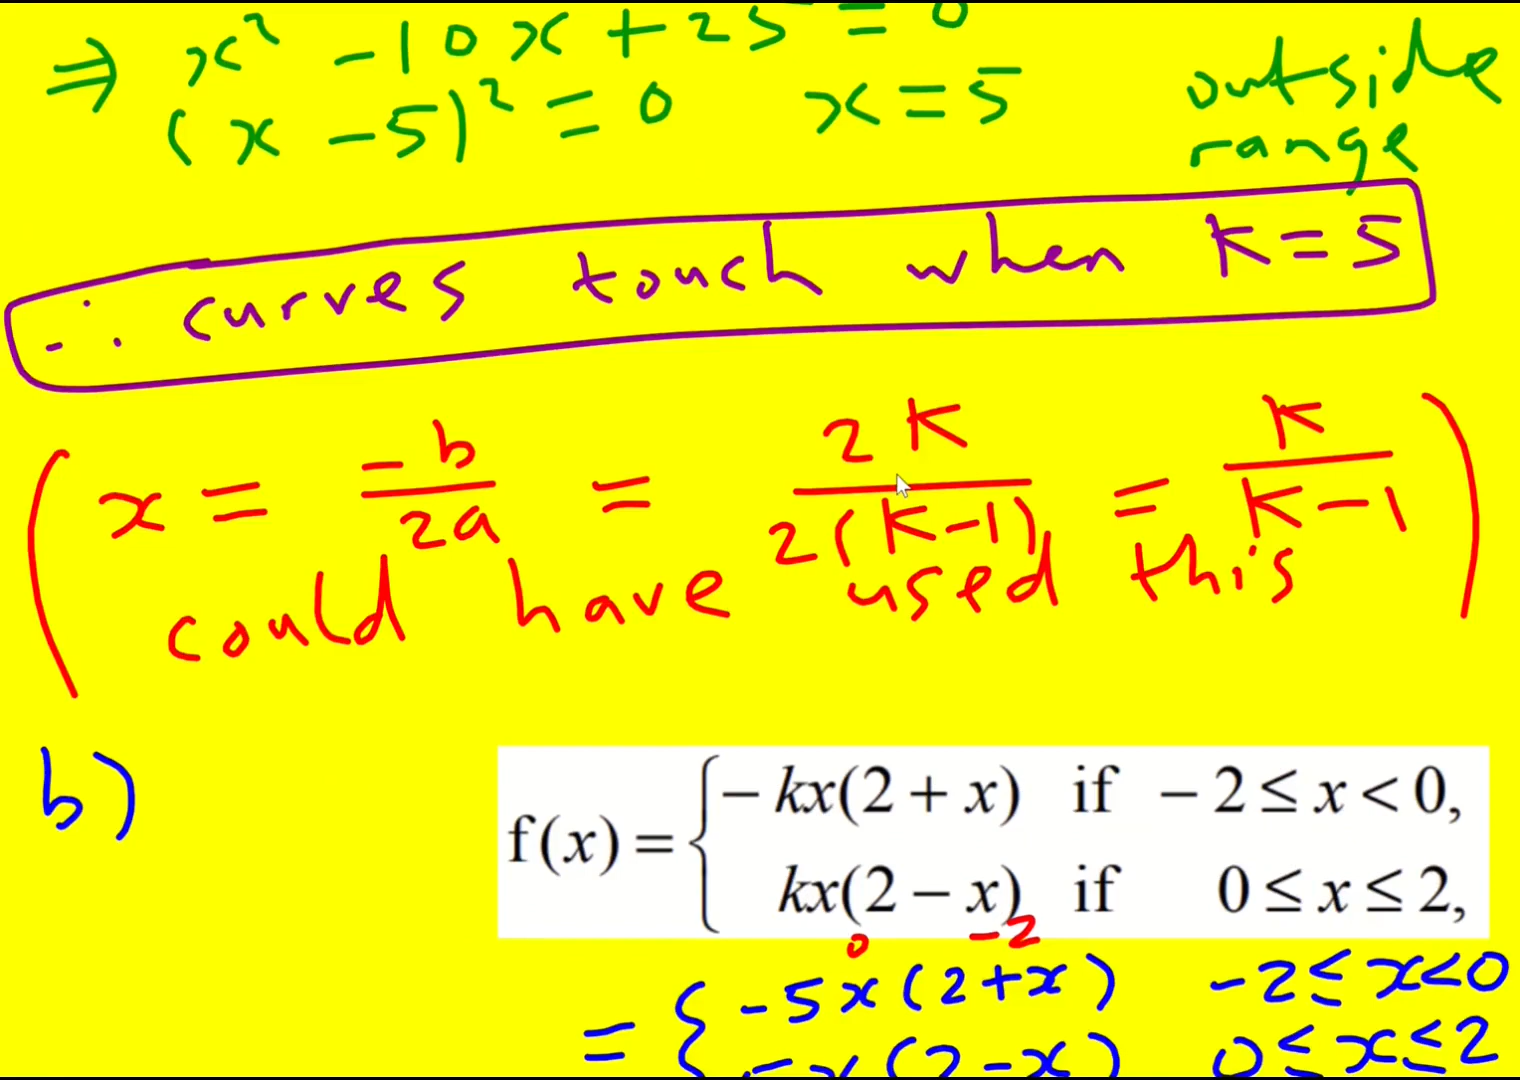 ⇒ x² - 10x + 25 = 0
(x - 5)² = 0 x = 5
outside
range
∴ curves touch when K = 5
( x = -b/2a = 2K/2(K-1) = K/K-1 )
could have used this
b)
f(x) = { -kx(2 + x) if -2 ≤ x < 0,
kx(2 - x) if 0 ≤ x ≤ 2,
0 -2
= { -5x(2+x) -2 ≤ x < 0
x(2-x) 0 ≤ x ≤ 2